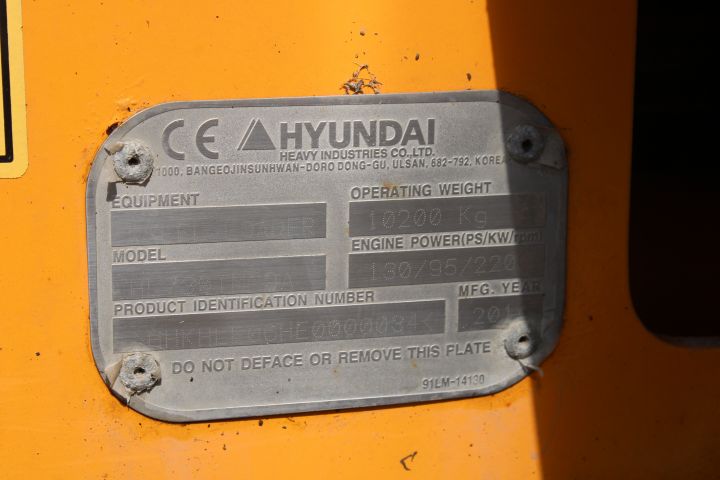 CE HYUNDAI
HEAVY INDUSTRIES CO.,LTD.
1000, BANGEOJINSUNHWAN-DORO DONG-GU, ULSAN, 682-792, KOREA
EQUIPMENT
OPERATING WEIGHT
10200 Kg
MODEL
ENGINE POWER(PS/KW/rpm)
130/95/220
PRODUCT IDENTIFICATION NUMBER
MFG. YEAR
DO NOT DEFACE OR REMOVE THIS PLATE
91LM-14130